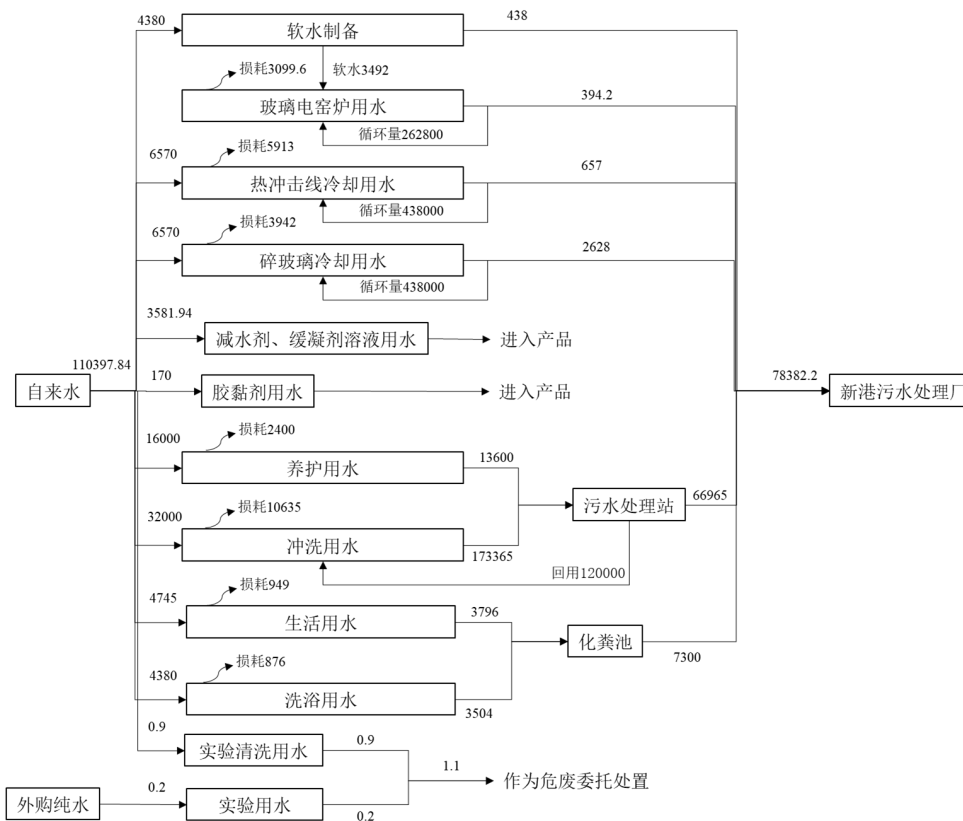 4380
软水制备
438
损耗3099.6
软水3492
玻璃电窑炉用水
394.2
循环量262800
6570
损耗5913
热冲击线冷却用水
657
循环量438000
6570
损耗3942
碎玻璃冷却用水
2628
循环量438000
3581.94
减水剂、缓凝剂溶液用水
进入产品
110397.84
自来水
170
胶黏剂用水
进入产品
78382.2
新港污水处理厂
16000
损耗2400
养护用水
13600
32000
损耗10635
冲洗用水
173365
污水处理站
66965
回用120000
4745
损耗949
生活用水
3796
化粪池
7300
4380
损耗876
洗浴用水
3504
0.9
实验清洗用水
0.9
1.1
作为危废委托处置
外购纯水
0.2
实验用水
0.2